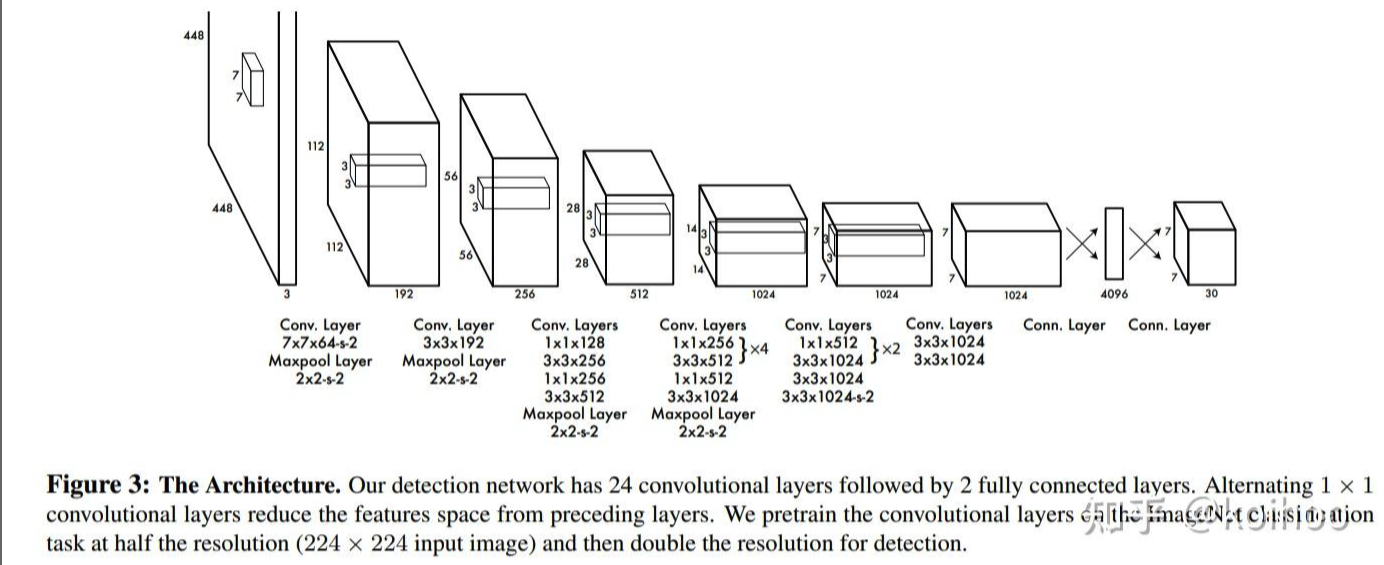 448
7
7
448
3
112
3
3
112
192
56
3
3
56
256
28
3
3
28
512
14
3
3
14
1024
7
3
3
7
1024
7
7
1024
4096
7
7
30
Conv. Layer
7x7x64-s-2
Maxpool Layer
2x2-s-2
Conv. Layer
3x3x192
Maxpool Layer
2x2-s-2
Conv. Layers
1x1x128
3x3x256
1x1x256
3x3x512
Maxpool Layer
2x2-s-2
Conv. Layers
1x1x256
3x3x512
}×4
1x1x512
3x3x1024
Maxpool Layer
2x2-s-2
Conv. Layers
1x1x512
3x3x1024
}×2
3x3x1024
3x3x1024-s-2
Conv. Layers
3x3x1024
3x3x1024
Conn. Layer
Conn. Layer
Figure 3: The Architecture. Our detection network has 24 convolutional layers followed by 2 fully connected layers. Alternating 1 × 1
convolutional layers reduce the features space from preceding layers. We pretrain the convolutional layers on the ImageNet classification
task at half the resolution (224 × 224 input image) and then double the resolution for detection.
知乎